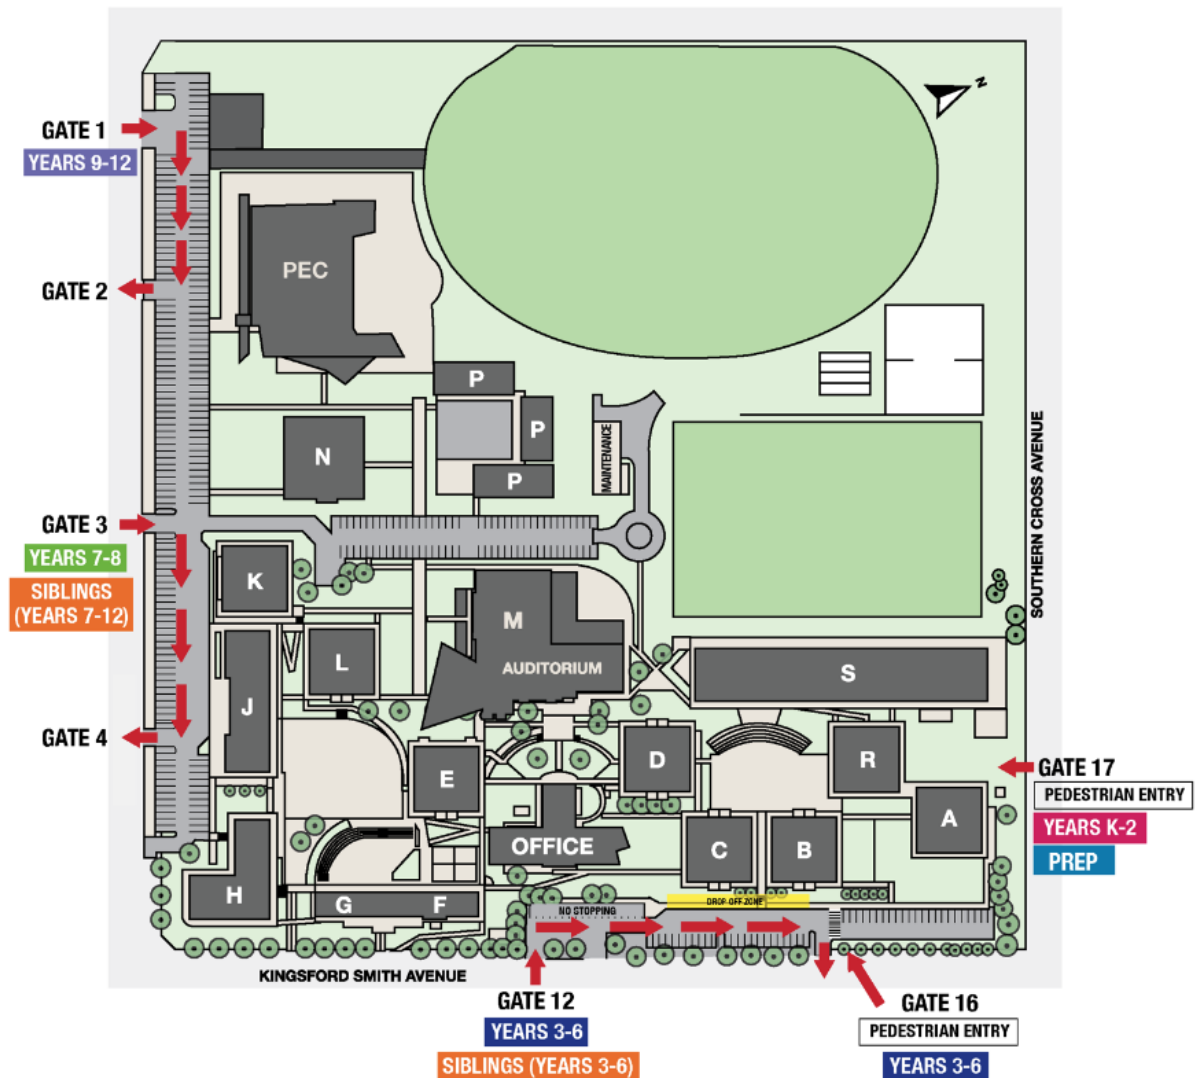 N
GATE 1
YEARS 9-12
PEC
GATE 2
P
P
P
N
MAINTENANCE
SOUTHERN CROSS AVENUE
GATE 3
YEARS 7-8
SIBLINGS
(YEARS 7-12)
K
M
AUDITORIUM
L
S
J
GATE 4
D
R
E
GATE 17
PEDESTRIAN ENTRY
YEARS K-2
PREP
A
OFFICE
C
B
H
G
F
NO STOPPING
DROP OFF ZONE
KINGSFORD SMITH AVENUE
GATE 12
YEARS 3-6
SIBLINGS (YEARS 3-6)
GATE 16
PEDESTRIAN ENTRY
YEARS 3-6